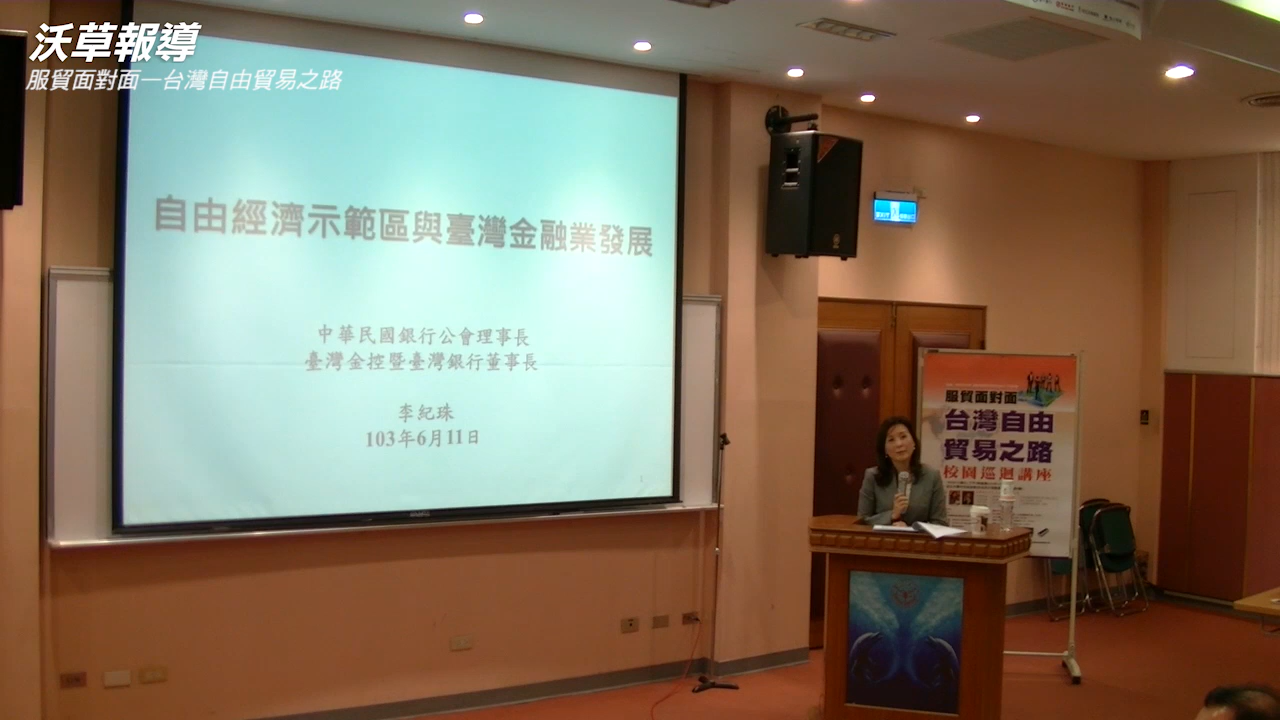 沃草報導
服貿面對面—台灣自由貿易之路
自由經濟示範區與臺灣金融業發展
中華民國銀行公會理事長
臺灣金控暨臺灣銀行董事長
李紀珠
103年6月11日
服貿面對面
台灣自由
貿易之路
校園巡迴講座